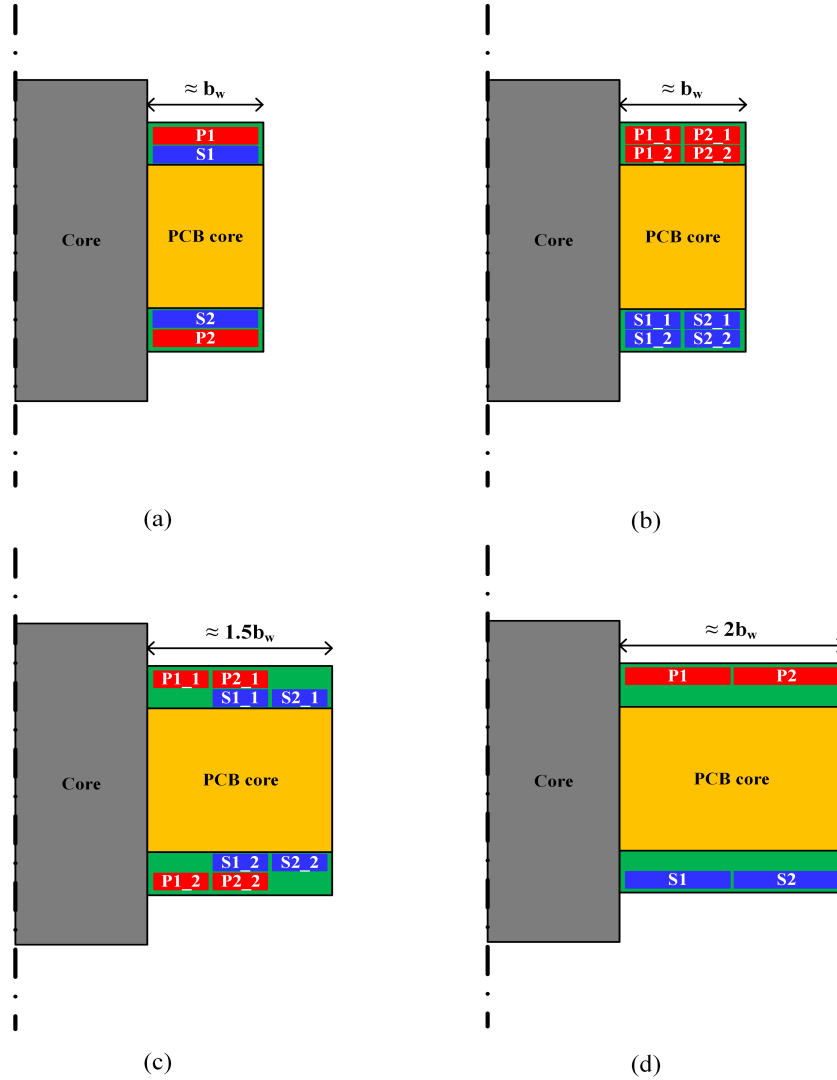 ≈ b_w
P1
S1
Core
PCB core
S2
P2
(a)
≈ b_w
P1_1 P2_1
P1_2 P2_2
Core
PCB core
S1_1 S2_1
S1_2 S2_2
(b)
≈ 1.5b_w
P1_1 P2_1
S1_1 S2_1
Core
PCB core
S1_2 S2_2
P1_2 P2_2
(c)
≈ 2b_w
P1 P2
Core
PCB core
S1 S2
(d)